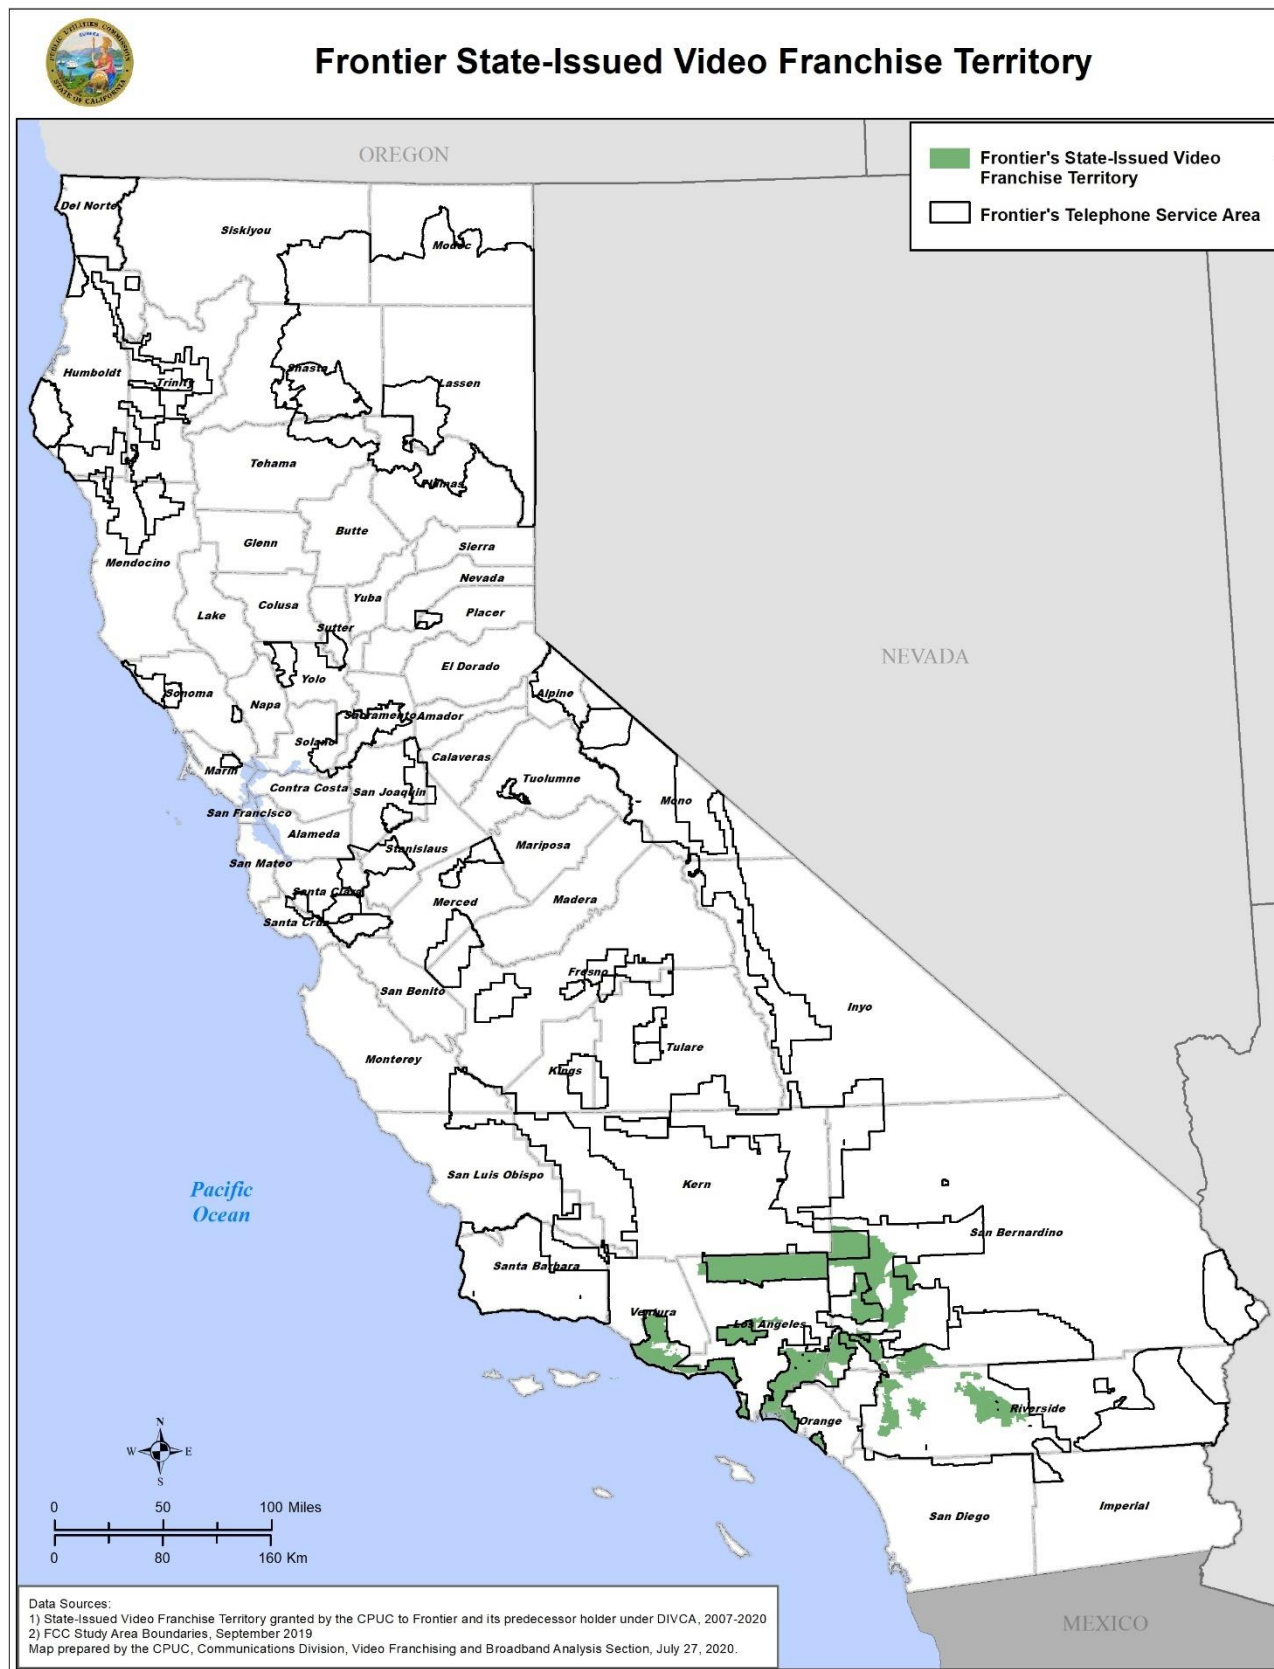 PUBLIC UTILITIES COMMISSION
STATE OF CALIFORNIA
Frontier State-Issued Video Franchise Territory
OREGON
Frontier's State-Issued Video
Franchise Territory
Frontier's Telephone Service Area
Del Norte
Siskiyou
Modoc
Humboldt
Trinity
Shasta
Lassen
Tehama
Plumas
Butte
Glenn
Sierra
Mendocino
Nevada
Lake
Colusa
Yuba
Placer
Sutter
El Dorado
NEVADA
Yolo
Sonoma
Napa
Alpine
Sacramento
Amador
Solano
Calaveras
Marin
Contra Costa
San Joaquin
Tuolumne
Mono
San Francisco
Alameda
Stanislaus
Mariposa
San Mateo
Santa Clara
Merced
Madera
Santa Cruz
Fresno
San Benito
Inyo
Monterey
Kings
Tulare
San Luis Obispo
Kern
Pacific
Ocean
San Bernardino
Santa Barbara
Ventura
Los Angeles
Orange
Riverside
N
W
E
S
San Diego
Imperial
0 50 100 Miles
0 80 160 Km
MEXICO
Data Sources:
1) State-Issued Video Franchise Territory granted by the CPUC to Frontier and its predecessor holder under DIVCA, 2007-2020
2) FCC Study Area Boundaries, September 2019
Map prepared by the CPUC, Communications Division, Video Franchising and Broadband Analysis Section, July 27, 2020.